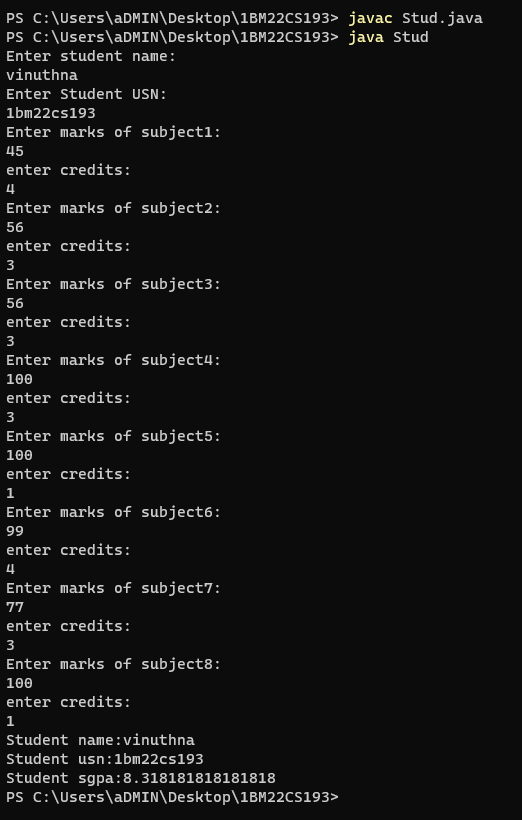 PS C:\Users\aDMIN\Desktop\1BM22CS193> javac Stud.java
PS C:\Users\aDMIN\Desktop\1BM22CS193> java Stud
Enter student name:
vinuthna
Enter Student USN:
1bm22cs193
Enter marks of subject1:
45
enter credits:
4
Enter marks of subject2:
56
enter credits:
3
Enter marks of subject3:
56
enter credits:
3
Enter marks of subject4:
100
enter credits:
3
Enter marks of subject5:
100
enter credits:
1
Enter marks of subject6:
99
enter credits:
4
Enter marks of subject7:
77
enter credits:
3
Enter marks of subject8:
100
enter credits:
1
Student name:vinuthna
Student usn:1bm22cs193
Student sgpa:8.318181818181818
PS C:\Users\aDMIN\Desktop\1BM22CS193>